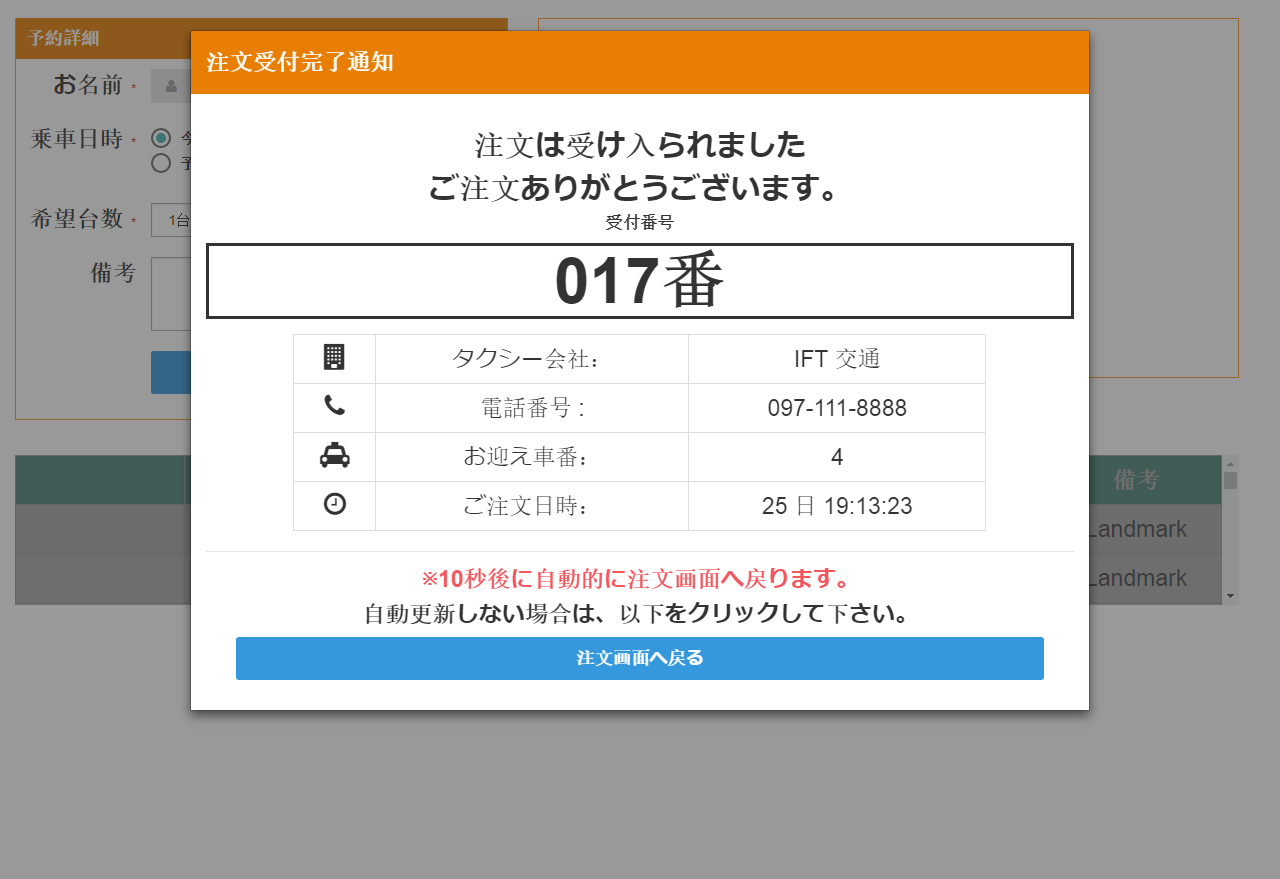 予約詳細
注文受付完了通知
お名前 *
乗車日時 *
希望台数 *
1台
備考
注文は受け入られました
ご注文ありがとうございます。
受付番号
017番
タクシー会社: IFT 交通
電話番号 : 097-111-8888
お迎え車番: 4
ご注文日時: 25 日 19:13:23
※10秒後に自動的に注文画面へ戻ります。
自動更新しない場合は、以下をクリックして下さい。
注文画面へ戻る
備考
Landmark
Landmark